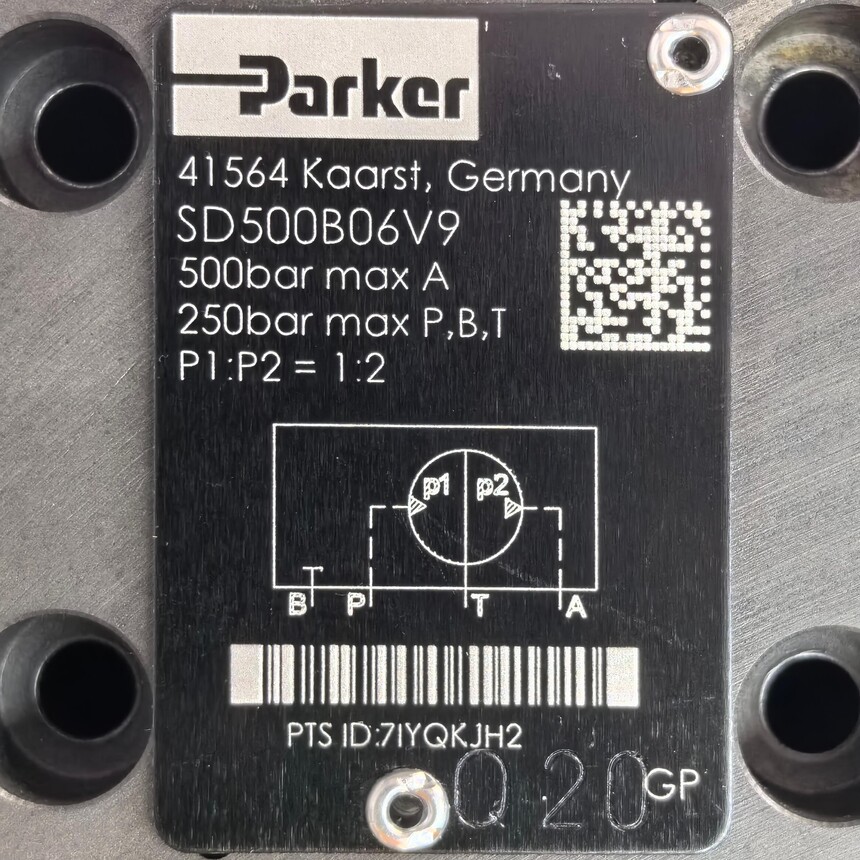 Parker
41564 Kaarst, Germany
SD500B06V9
500bar max A
250bar max P,B,T
P1:P2 = 1:2
p1 p2
B P T A
PTS ID:7IYQKJH2
Q 20 GP